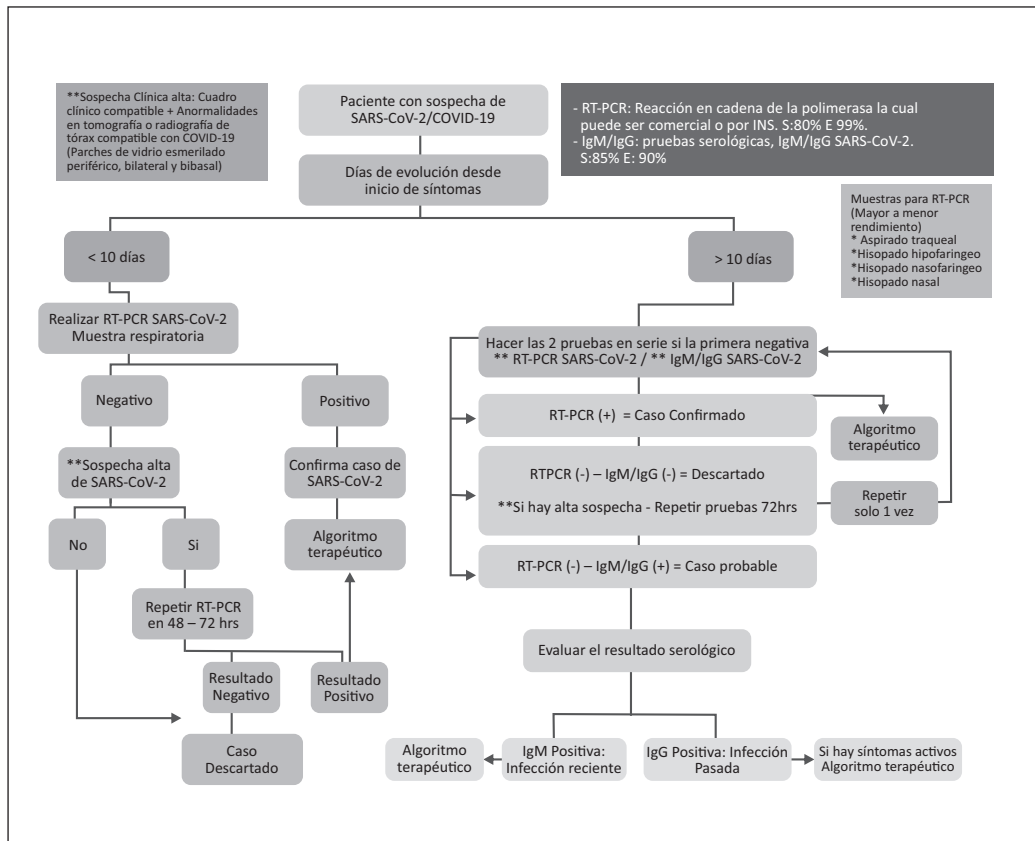 **Sospecha Clínica alta: Cuadro
clínico compatible + Anormalidades
en tomografía o radiografía de
tórax compatible con COVID-19
(Parches de vidrio esmerilado
periférico, bilateral y bibasal)
Paciente con sospecha de
SARS-CoV-2/COVID-19
- RT-PCR: Reacción en cadena de la polimerasa la cual
puede ser comercial o por INS. S:80% E 99%.
- IgM/IgG: pruebas serológicas, IgM/IgG SARS-CoV-2.
S:85% E: 90%
Días de evolución desde
inicio de síntomas
Muestras para RT-PCR
(Mayor a menor
rendimiento)
* Aspirado traqueal
*Hisopado hipofaringeo
*Hisopado nasofaringeo
*Hisopado nasal
< 10 días
> 10 días
Realizar RT-PCR SARS-CoV-2
Muestra respiratoria
Negativo
Positivo
**Sospecha alta
de SARS-CoV-2
Confirma caso de
SARS-CoV-2
No
Si
Algoritmo
terapéutico
Repetir RT-PCR
en 48 – 72 hrs
Resultado
Negativo
Resultado
Positivo
Caso
Descartado
Hacer las 2 pruebas en serie si la primera negativa
** RT-PCR SARS-CoV-2 / ** IgM/IgG SARS-CoV-2
RT-PCR (+) = Caso Confirmado
Algoritmo
terapéutico
RTPCR (-) – IgM/IgG (-) = Descartado
**Si hay alta sospecha - Repetir pruebas 72hrs
Repetir
solo 1 vez
RT-PCR (-) – IgM/IgG (+) = Caso probable
Evaluar el resultado serológico
Algoritmo
terapéutico
IgM Positiva:
Infección reciente
IgG Positiva: Infección
Pasada
Si hay síntomas activos
Algoritmo terapéutico